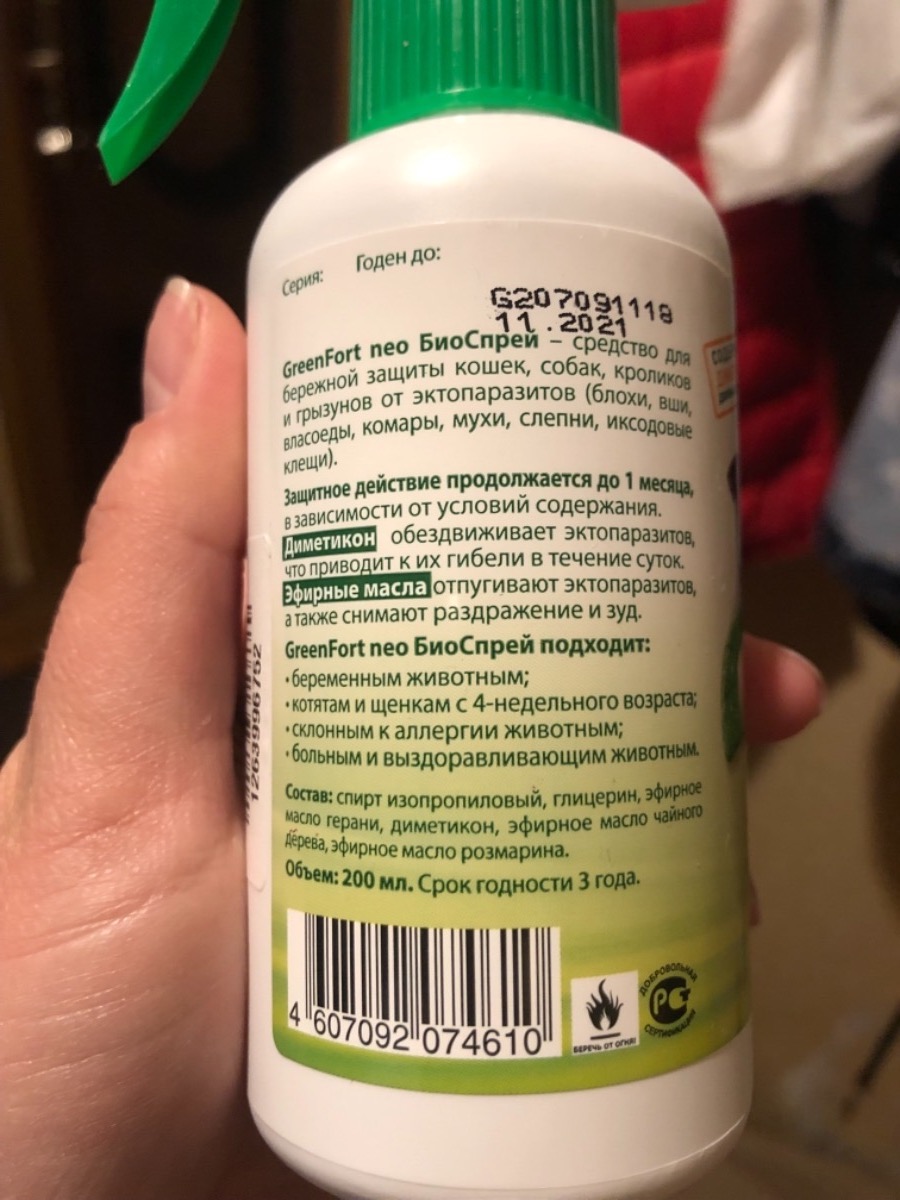 Серия: Годен до:
G207091118
11.2021
GreenFort neo БиоСпрей – средство для
бережной защиты кошек, собак, кроликов
и грызунов от эктопаразитов (блохи, вши,
власоеды, комары, мухи, слепни, иксодовые
клещи).
Защитное действие продолжается до 1 месяца,
в зависимости от условий содержания.
Диметикон обездвиживает эктопаразитов,
что приводит к их гибели в течение суток.
Эфирные масла отпугивают эктопаразитов,
а также снимают раздражение и зуд.
GreenFort neo БиоСпрей подходит:
•беременным животным;
•котятам и щенкам с 4-недельного возраста;
•склонным к аллергии животным;
•больным и выздоравливающим животным.
Состав: спирт изопропиловый, глицерин, эфирное
масло герани, диметикон, эфирное масло чайного
дерева, эфирное масло розмарина.
Объем: 200 мл. Срок годности 3 года.
4 607092 074610
БЕРЕЧЬ ОТ ОГНЯ!
ДОБРОВОЛЬНАЯ
РСТ
СЕРТИФИКАЦИЯ
12639996752